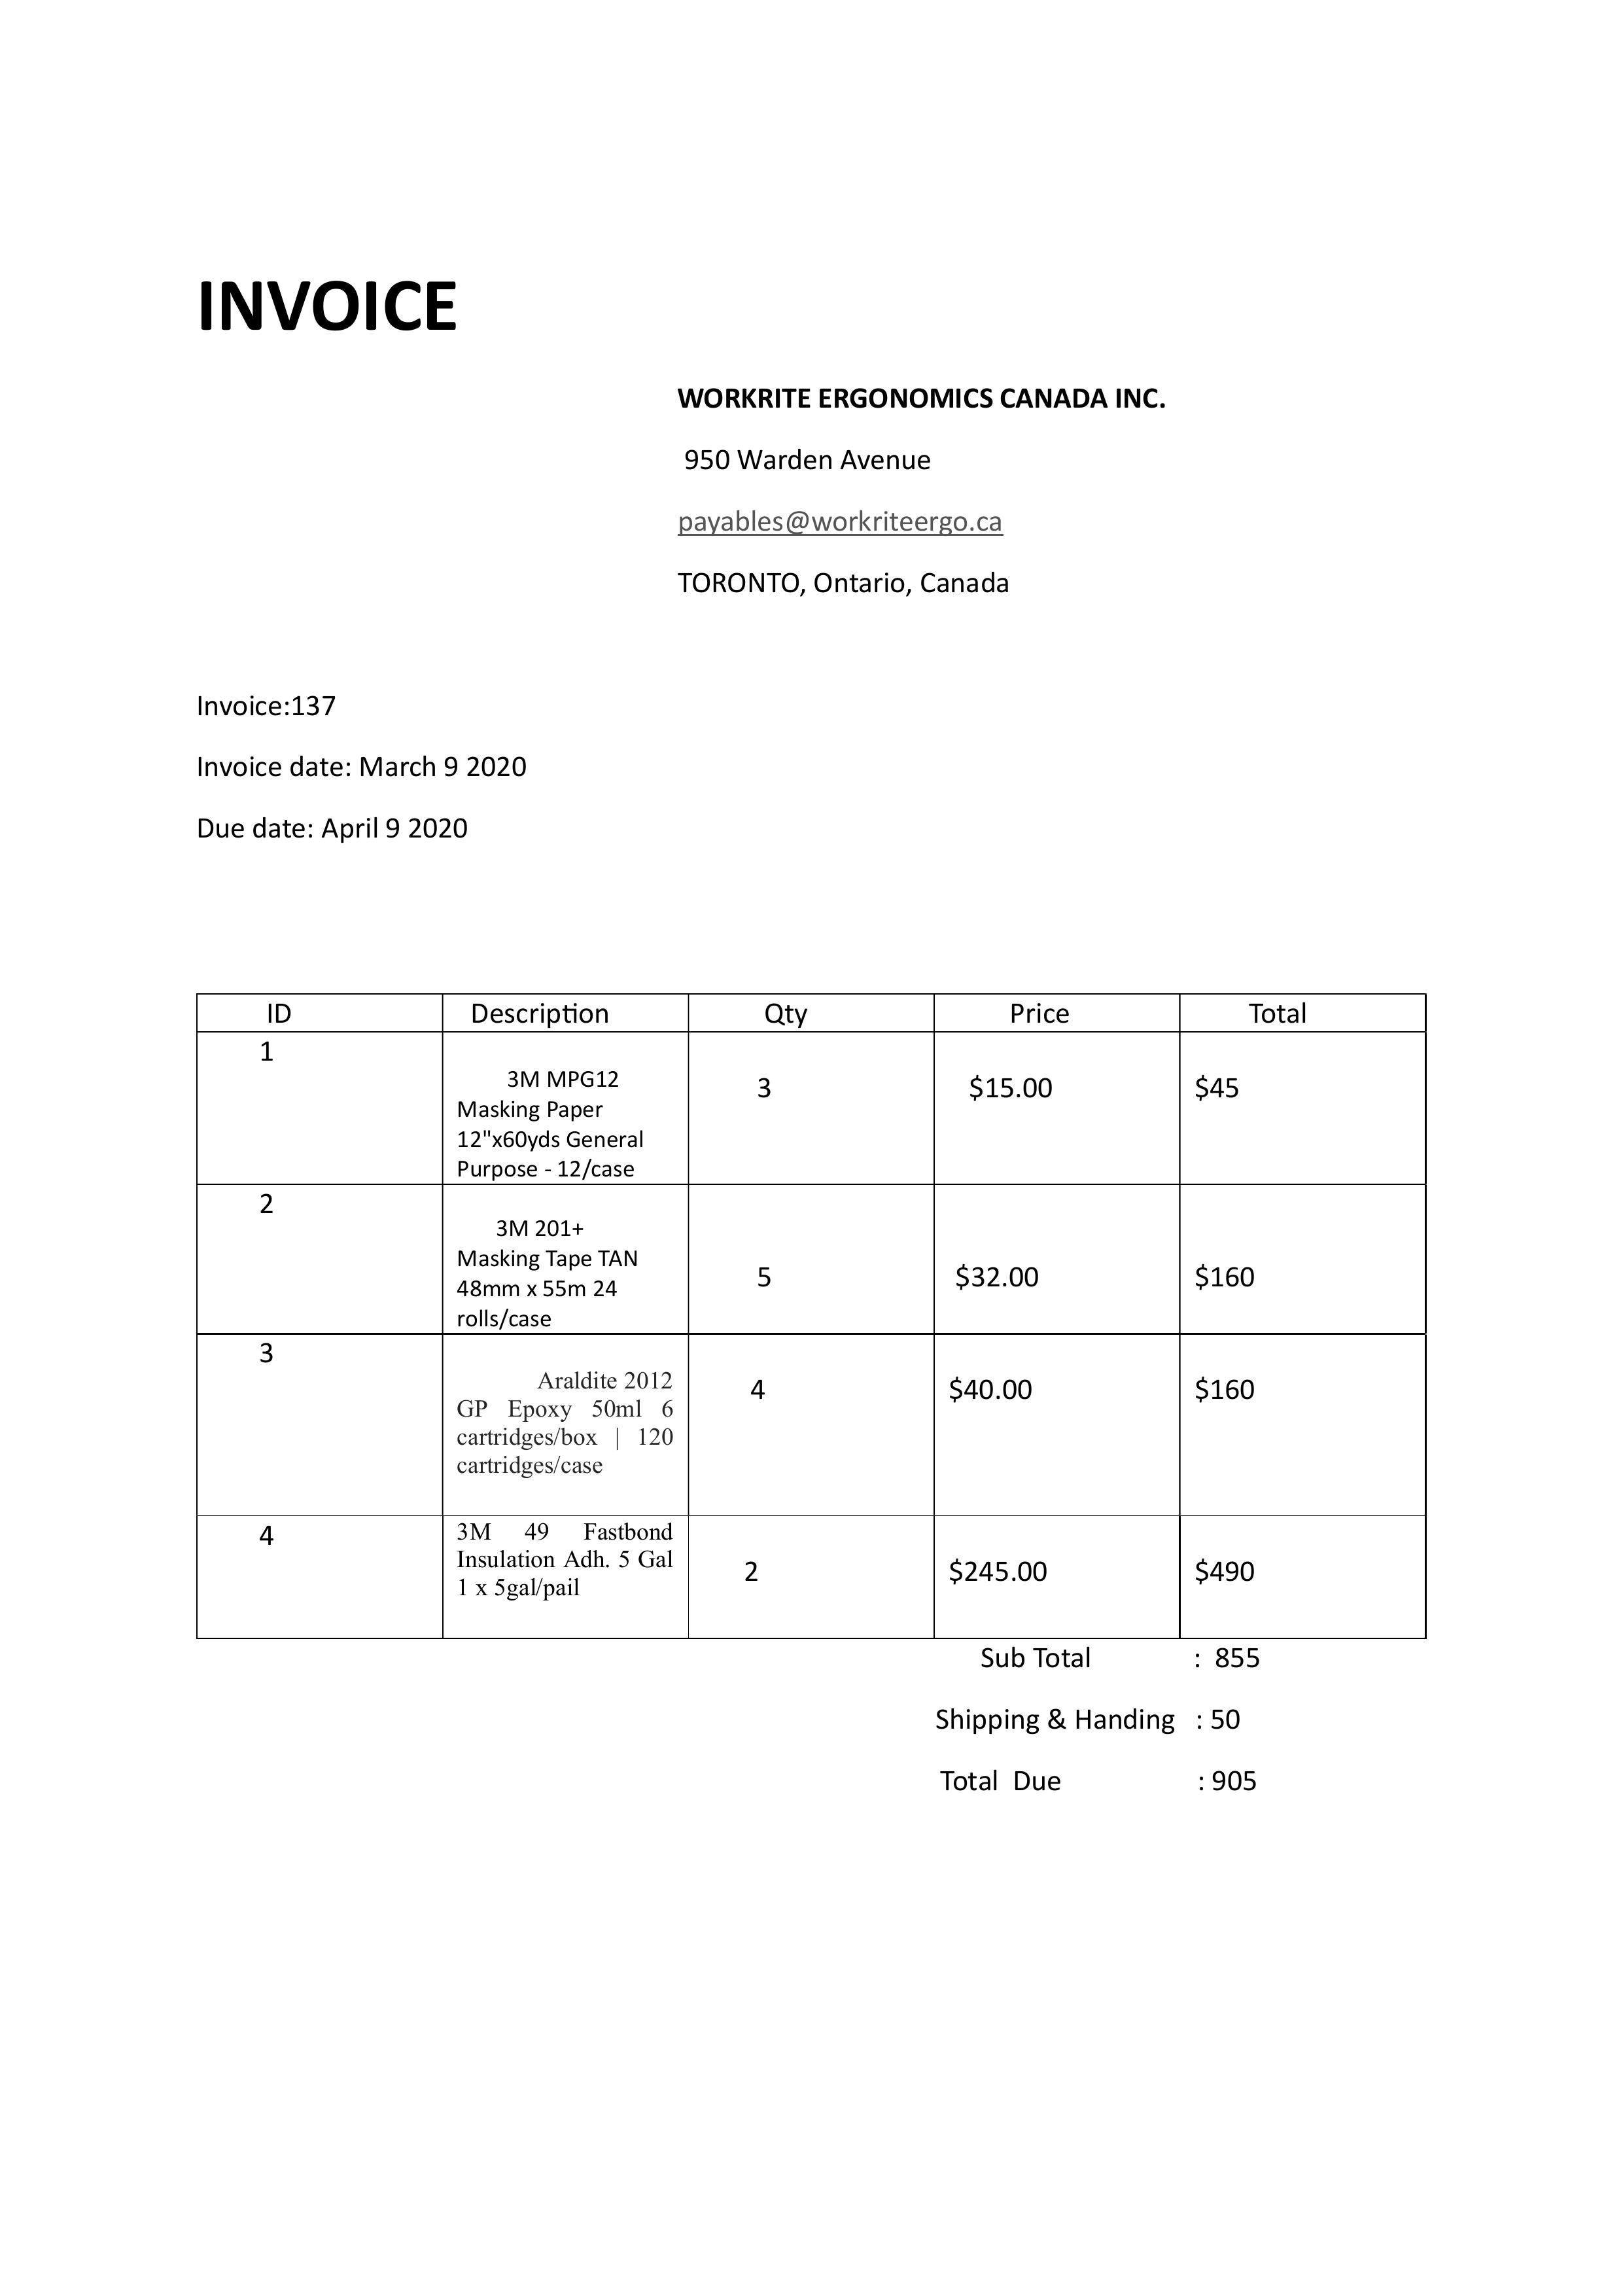 INVOICE
WORKRITE ERGONOMICS CANADA INC.
950 Warden Avenue
payables@workriteergo.ca
TORONTO, Ontario, Canada
Invoice:137
Invoice date: March 9 2020
Due date: April 9 2020
ID Description Qty Price Total
1
3M MPG12
Masking Paper
12"x60yds General
Purpose - 12/case
3 $15.00 $45
2
3M 201+
Masking Tape TAN
48mm x 55m 24
rolls/case
5 $32.00 $160
3
Araldite 2012
GP Epoxy 50ml 6
cartridges/box | 120
cartridges/case
4 $40.00 $160
4
3M 49 Fastbond
Insulation Adh. 5 Gal
1 x 5gal/pail
2 $245.00 $490
Sub Total : 855
Shipping & Handing : 50
Total Due : 905